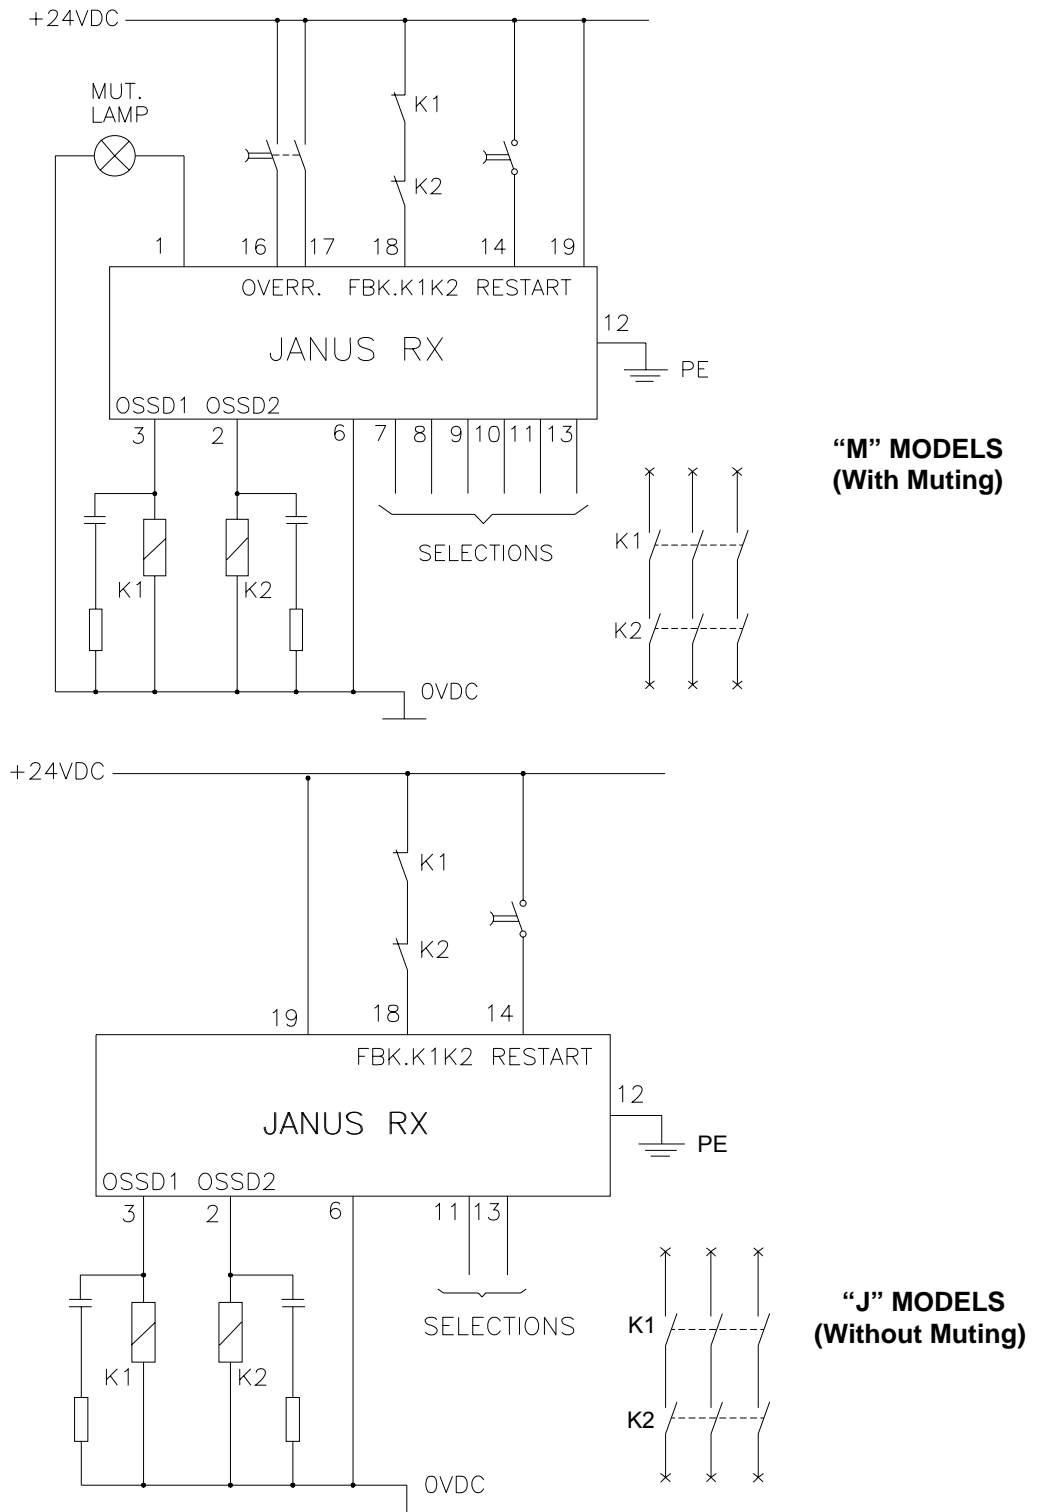 +24VDC
MUT.
LAMP
K1
K2
1
16
17
18
14
19
OVERR.
FBK.K1K2
RESTART
12
JANUS RX
PE
OSSD1
OSSD2
3
2
6
7
8
9
10
11
13
“M” MODELS
(With Muting)
SELECTIONS
K1
K2
K1
K2
0VDC
+24VDC
K1
K2
19
18
14
FBK.K1K2
RESTART
12
JANUS RX
PE
OSSD1
OSSD2
3
2
6
11
13
“J” MODELS
(Without Muting)
SELECTIONS
K1
K1
K2
K2
0VDC